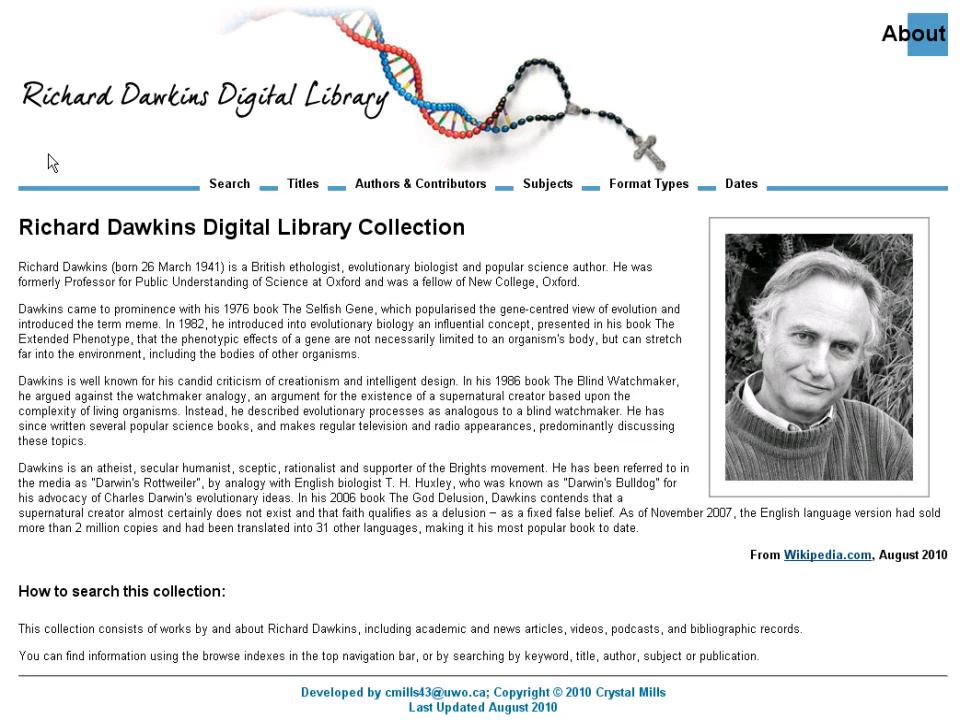 About
Richard Dawkins Digital Library
Search Titles Authors & Contributors Subjects Format Types Dates
Richard Dawkins Digital Library Collection
Richard Dawkins (born 26 March 1941) is a British ethologist, evolutionary biologist and popular science author. He was
formerly Professor for Public Understanding of Science at Oxford and was a fellow of New College, Oxford.
Dawkins came to prominence with his 1976 book The Selfish Gene, which popularised the gene-centred view of evolution and
introduced the term meme. In 1982, he introduced into evolutionary biology an influential concept, presented in his book The
Extended Phenotype, that the phenotypic effects of a gene are not necessarily limited to an organism's body, but can stretch
far into the environment, including the bodies of other organisms.
Dawkins is well known for his candid criticism of creationism and intelligent design. In his 1986 book The Blind Watchmaker,
he argued against the watchmaker analogy, an argument for the existence of a supernatural creator based upon the
complexity of living organisms. Instead, he described evolutionary processes as analogous to a blind watchmaker. He has
since written several popular science books, and makes regular television and radio appearances, predominantly discussing
these topics.
Dawkins is an atheist, secular humanist, sceptic, rationalist and supporter of the Brights movement. He has been referred to in
the media as "Darwin's Rottweiler", by analogy with English biologist T. H. Huxley, who was known as "Darwin's Bulldog" for
his advocacy of Charles Darwin's evolutionary ideas. In his 2006 book The God Delusion, Dawkins contends that a
supernatural creator almost certainly does not exist and that faith qualifies as a delusion – as a fixed false belief. As of November 2007, the English language version had sold
more than 2 million copies and had been translated into 31 other languages, making it his most popular book to date.
From Wikipedia.com, August 2010
How to search this collection:
This collection consists of works by and about Richard Dawkins, including academic and news articles, videos, podcasts, and bibliographic records.
You can find information using the browse indexes in the top navigation bar, or by searching by keyword, title, author, subject or publication.
Developed by cmills43@uwo.ca; Copyright © 2010 Crystal Mills
Last Updated August 2010